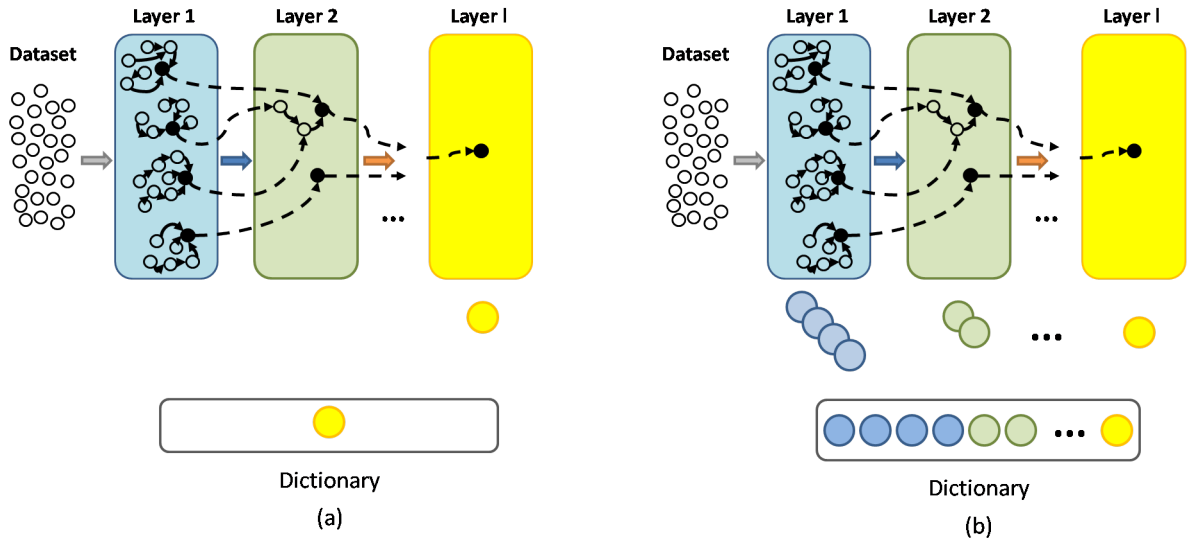 Layer 1
Layer 2
Layer l
Dataset
...
Dictionary
(a)
Layer 1
Layer 2
Layer l
Dataset
...
...
...
Dictionary
(b)